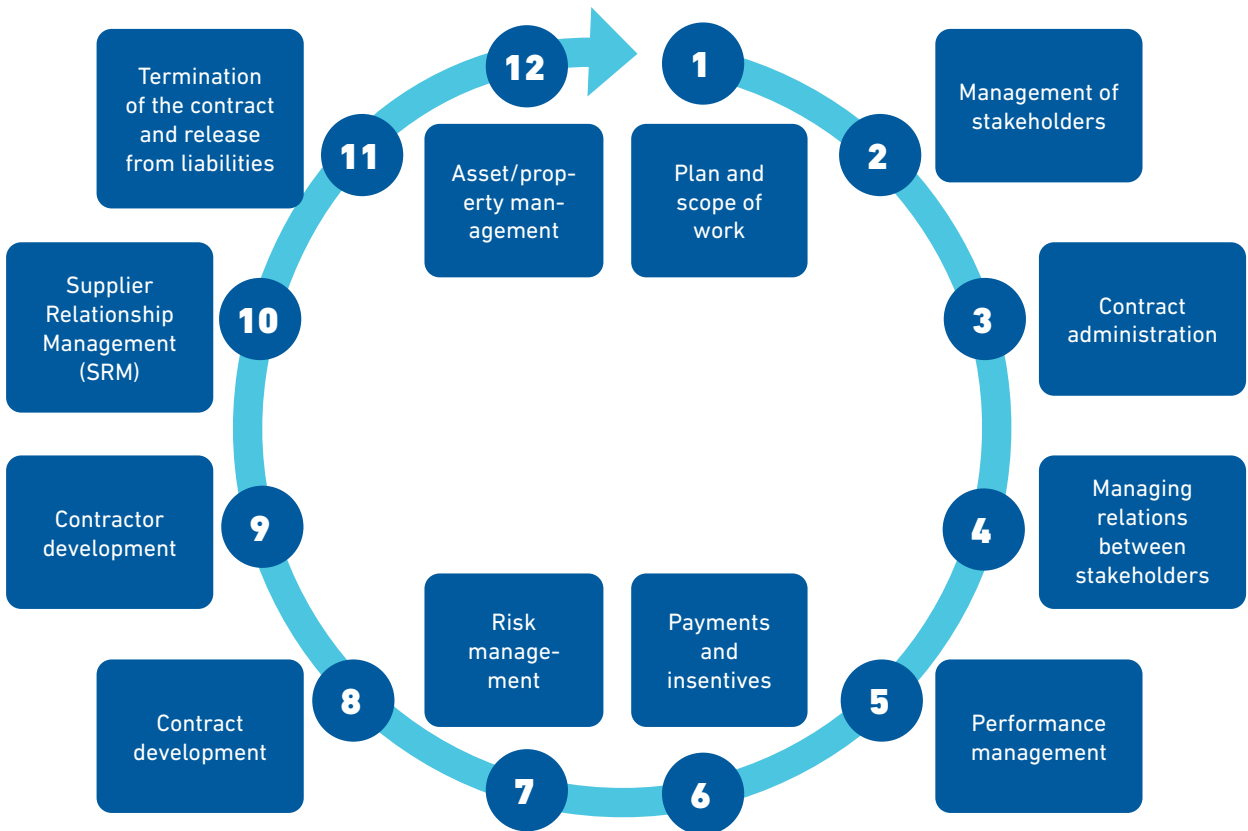 1
Plan and
scope of
work
2
Management of
stakeholders
3
Contract
administration
4
Managing
relations
between
stakeholders
5
Performance
management
6
Payments
and
insentives
7
Risk
manage-
ment
8
Contract
development
9
Contractor
development
10
Supplier
Relationship
Management
(SRM)
11
Termination
of the contract
and release
from liabilities
12
Asset/prop-
erty man-
agement